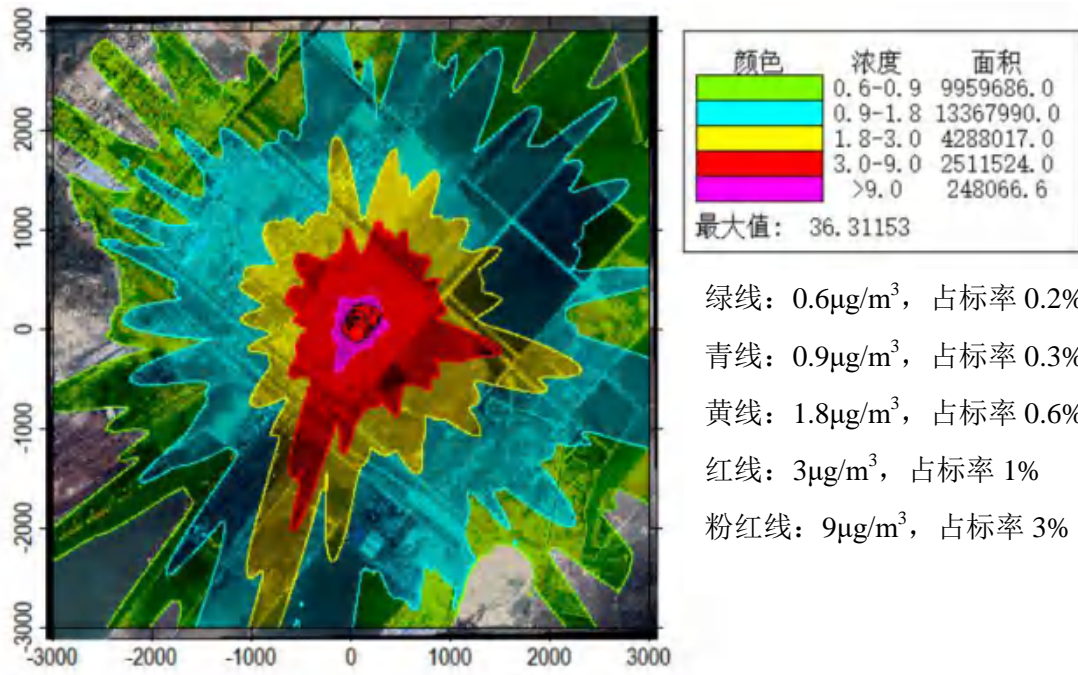 颜色 浓度 面积
0.6-0.9 9959686.0
0.9-1.8 13367990.0
1.8-3.0 4288017.0
3.0-9.0 2511524.0
>9.0 248066.6
最大值: 36.31153
绿线：0.6μg/m³，占标率 0.2%
青线：0.9μg/m³，占标率 0.3%
黄线：1.8μg/m³，占标率 0.6%
红线：3μg/m³，占标率 1%
粉红线：9μg/m³，占标率 3%
3000
2000
1000
0
-1000
-2000
-3000
-3000 -2000 -1000 0 1000 2000 3000